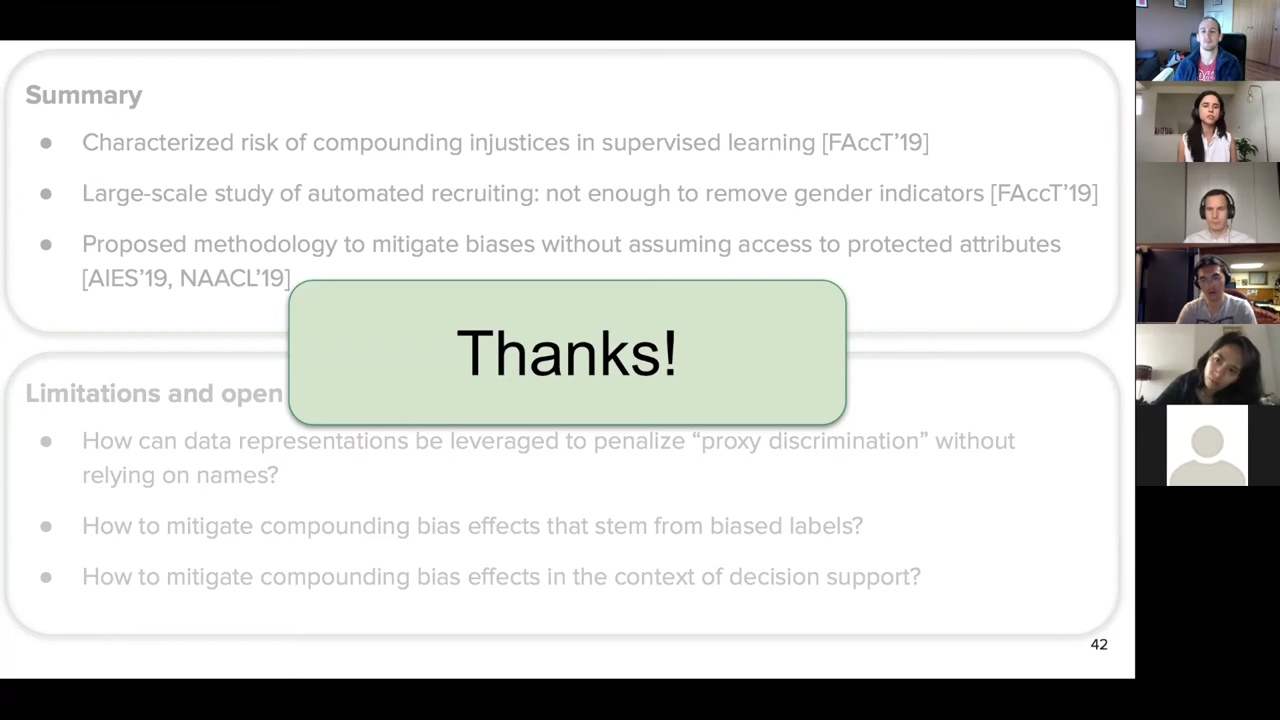 Summary
● Characterized risk of compounding injustices in supervised learning [FAccT’19]
● Large-scale study of automated recruiting: not enough to remove gender indicators [FAccT’19]
● Proposed methodology to mitigate biases without assuming access to protected attributes
[AIES’19, NAACL’19]
Thanks!
Limitations and open
● How can data representations be leveraged to penalize “proxy discrimination” without
relying on names?
● How to mitigate compounding bias effects that stem from biased labels?
● How to mitigate compounding bias effects in the context of decision support?
42